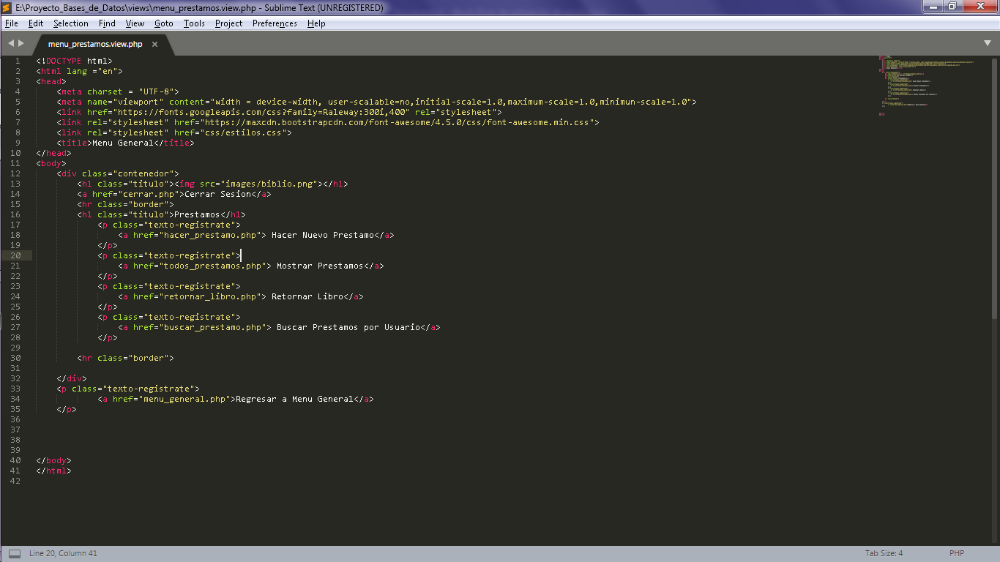 E:\Proyecto_Bases_de_Datos\views\menu_prestamos.view.php - Sublime Text (UNREGISTERED)
File Edit Selection Find View Goto Tools Project Preferences Help
menu_prestamos.view.php ×
1 <!DOCTYPE html>
2 <html lang ="en">
3 <head>
4     <meta charset = "UTF-8">
5     <meta name="viewport" content="width = device-width, user-scalable=no,initial-scale=1.0,maximum-scale=1.0,minimun-scale=1.0">
6     <link href="https://fonts.googleapis.com/css?family=Raleway:300i,400" rel="stylesheet">
7     <link rel="stylesheet" href="https://maxcdn.bootstrapcdn.com/font-awesome/4.5.0/css/font-awesome.min.css">
8     <link rel="stylesheet" href="css/estilos.css">
9     <title>Menu General</title>
10 </head>
11 <body>
12     <div class="contenedor">
13         <h1 class="titulo"><img src="images/biblio.png"></h1>
14         <a href="cerrar.php">Cerrar Sesion</a>
15         <hr class="border">
16         <h1 class="titulo">Prestamos</h1>
17             <p class="texto-registrate">
18                 <a href="hacer_prestamo.php"> Hacer Nuevo Prestamo</a>
19             </p>
20             <p class="texto-registrate">
21                 <a href="todos_prestamos.php"> Mostrar Prestamos</a>
22             </p>
23             <p class="texto-registrate">
24                 <a href="retornar_libro.php"> Retornar Libro</a>
25             </p>
26             <p class="texto-registrate">
27                 <a href="buscar_prestamo.php"> Buscar Prestamos por Usuario</a>
28             </p>
29
30         <hr class="border">
31
32     </div>
33     <p class="texto-registrate">
34             <a href="menu_general.php">Regresar a Menu General</a>
35     </p>
36
37
38
39
40 </body>
41 </html>
42
Line 20, Column 41 Tab Size: 4 PHP